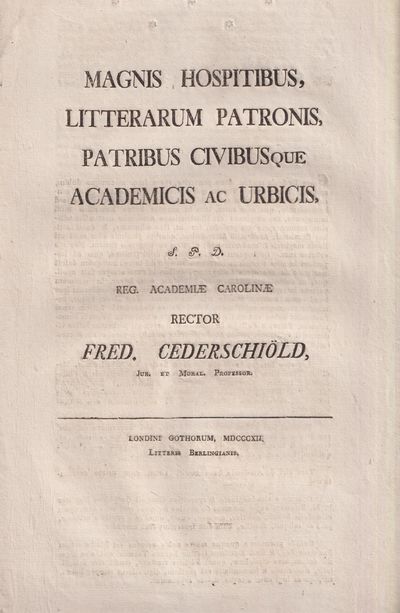 MAGNIS HOSPITIBUS,
LITTERARUM PATRONIS,
PATRIBUS CIVIBUSQUE
ACADEMICIS AC URBICIS,
S. P. D.
REG. ACADEMIÆ CAROLINÆ
RECTOR
FRED. CEDERSCHIÖLD,
JUR. ET MORAL. PROFESSOR.
LONDINI GOTHORUM, MDCCCXII,
LITTERIS BERLINGIANIS.